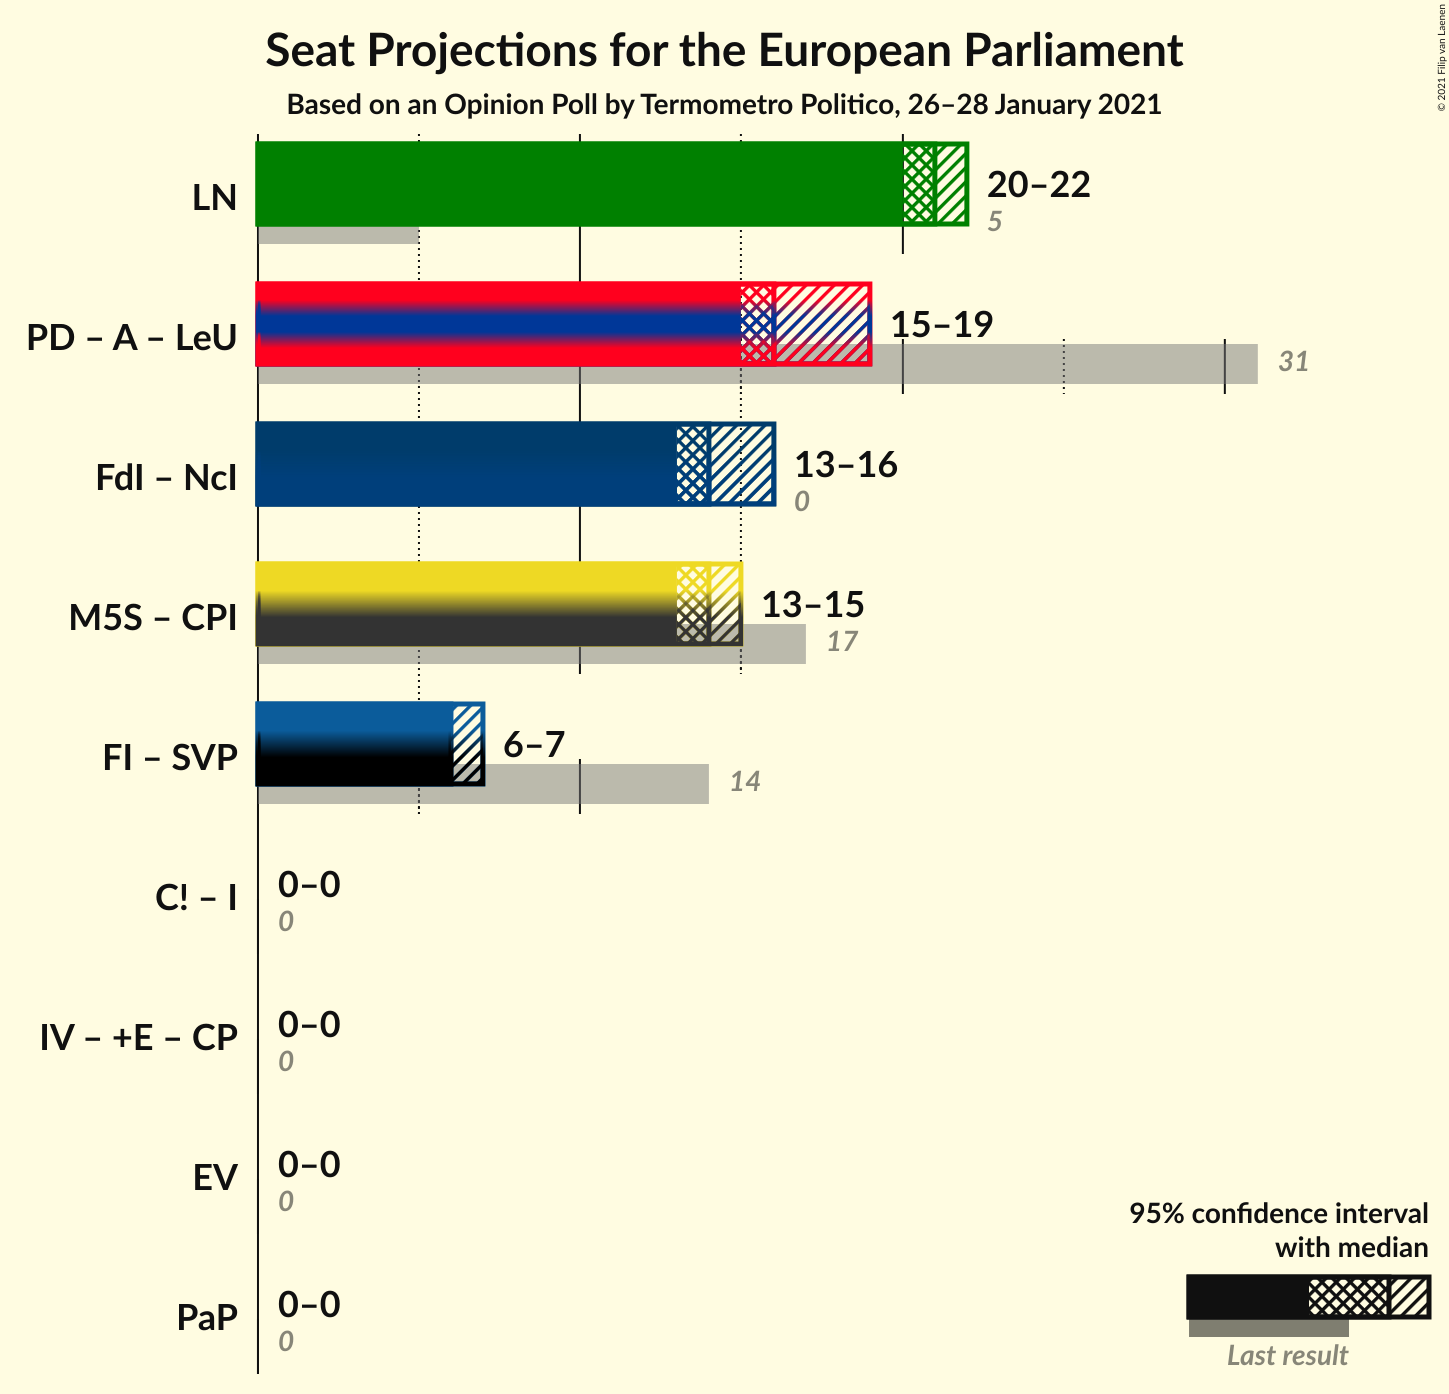 Seat Projections for the European Parliament
Based on an Opinion Poll by Termometro Politico, 26–28 January 2021
© 2021 Filip van Laenen
LN
20–22
5
PD – A – LeU
15–19
31
FdI – NcI
13–16
0
M5S – CPI
13–15
17
FI – SVP
6–7
14
C! – I
0–0
0
IV – +E – CP
0–0
0
EV
0–0
0
PaP
0–0
0
95% confidence interval
with median
Last result